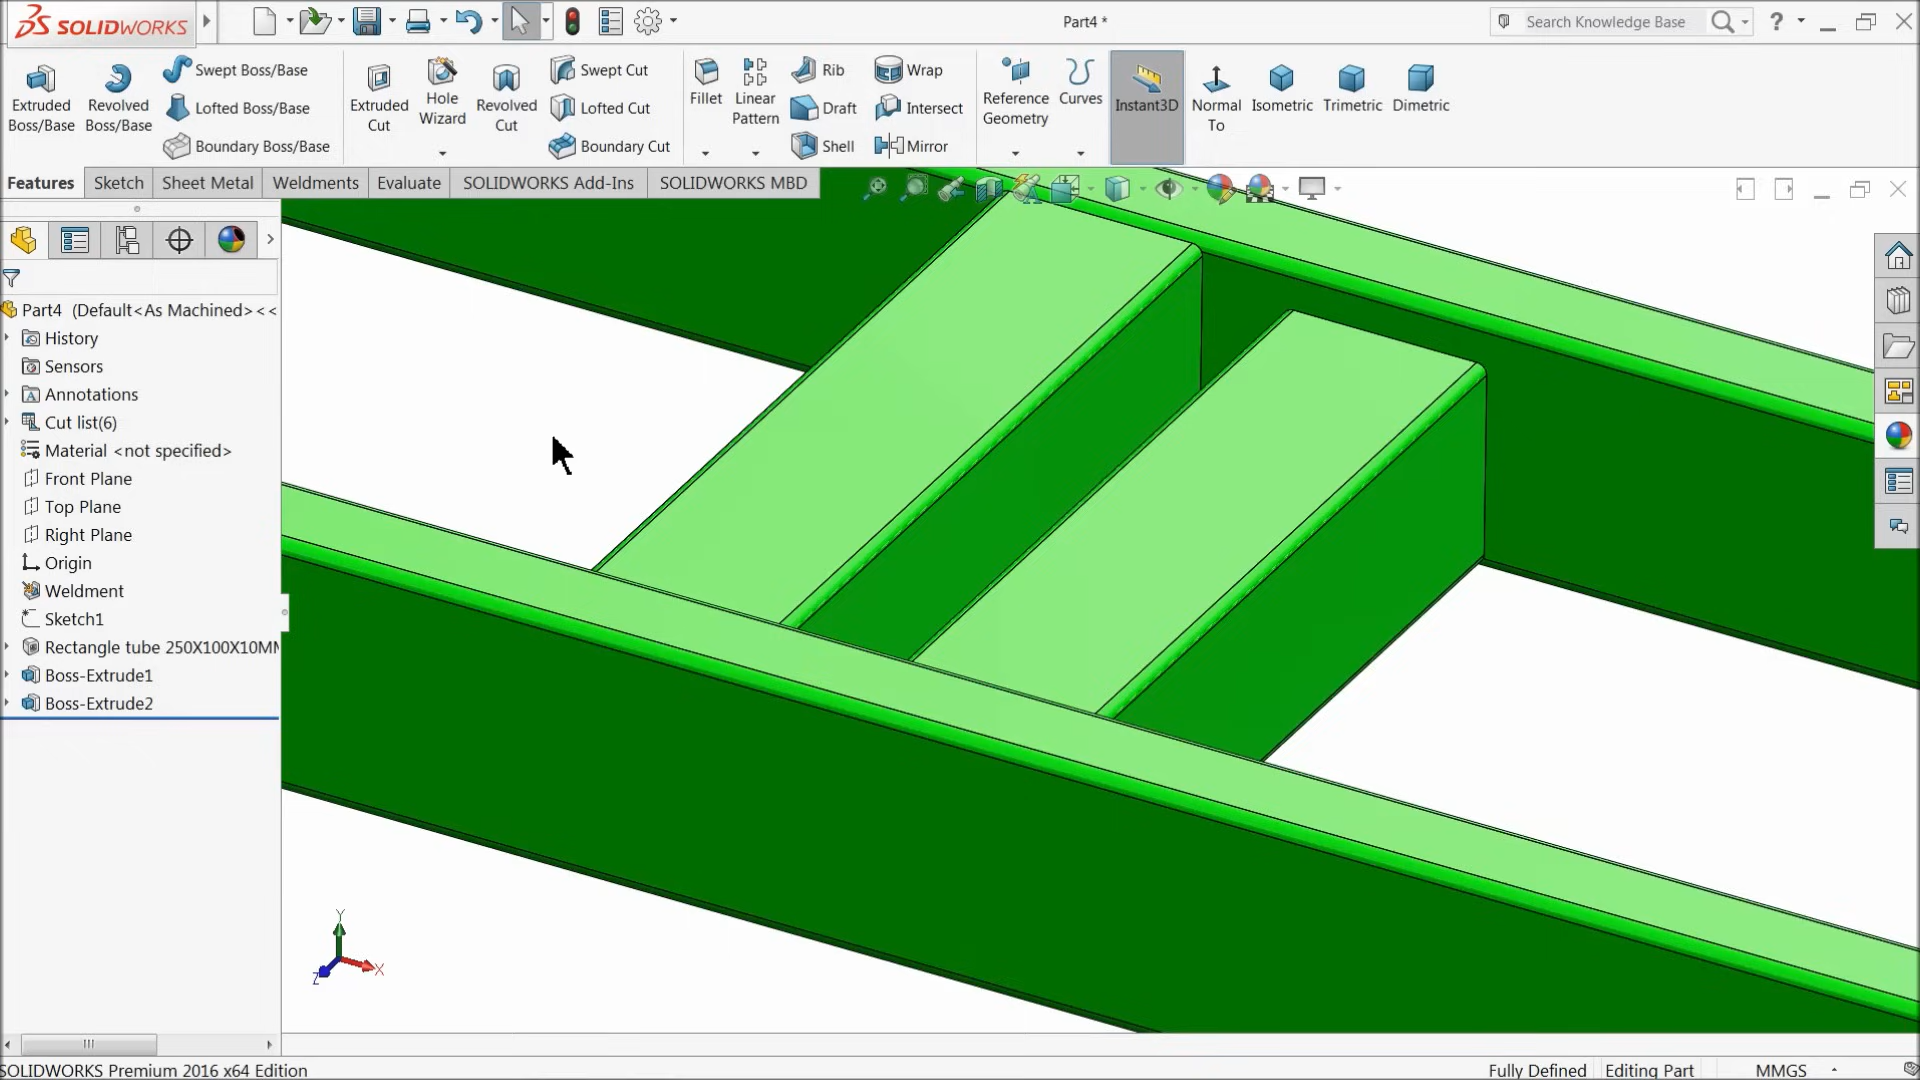 SOLIDWORKS
Part4 *
Search Knowledge Base
?
Extruded Boss/Base
Revolved Boss/Base
Swept Boss/Base
Lofted Boss/Base
Boundary Boss/Base
Extruded Cut
Hole Wizard
Revolved Cut
Swept Cut
Lofted Cut
Boundary Cut
Fillet
Linear Pattern
Rib
Draft
Shell
Wrap
Intersect
Mirror
Reference Geometry
Curves
Instant3D
Normal To
Isometric
Trimetric
Dimetric
Features
Sketch
Sheet Metal
Weldments
Evaluate
SOLIDWORKS Add-Ins
SOLIDWORKS MBD
Part4 (Default<As Machined><<
History
Sensors
Annotations
Cut list(6)
Material <not specified>
Front Plane
Top Plane
Right Plane
Origin
Weldment
Sketch1
Rectangle tube 250X100X10MM
Boss-Extrude1
Boss-Extrude2
Y
X
Z
SOLIDWORKS Premium 2016 x64 Edition
Fully Defined
Editing Part
MMGS